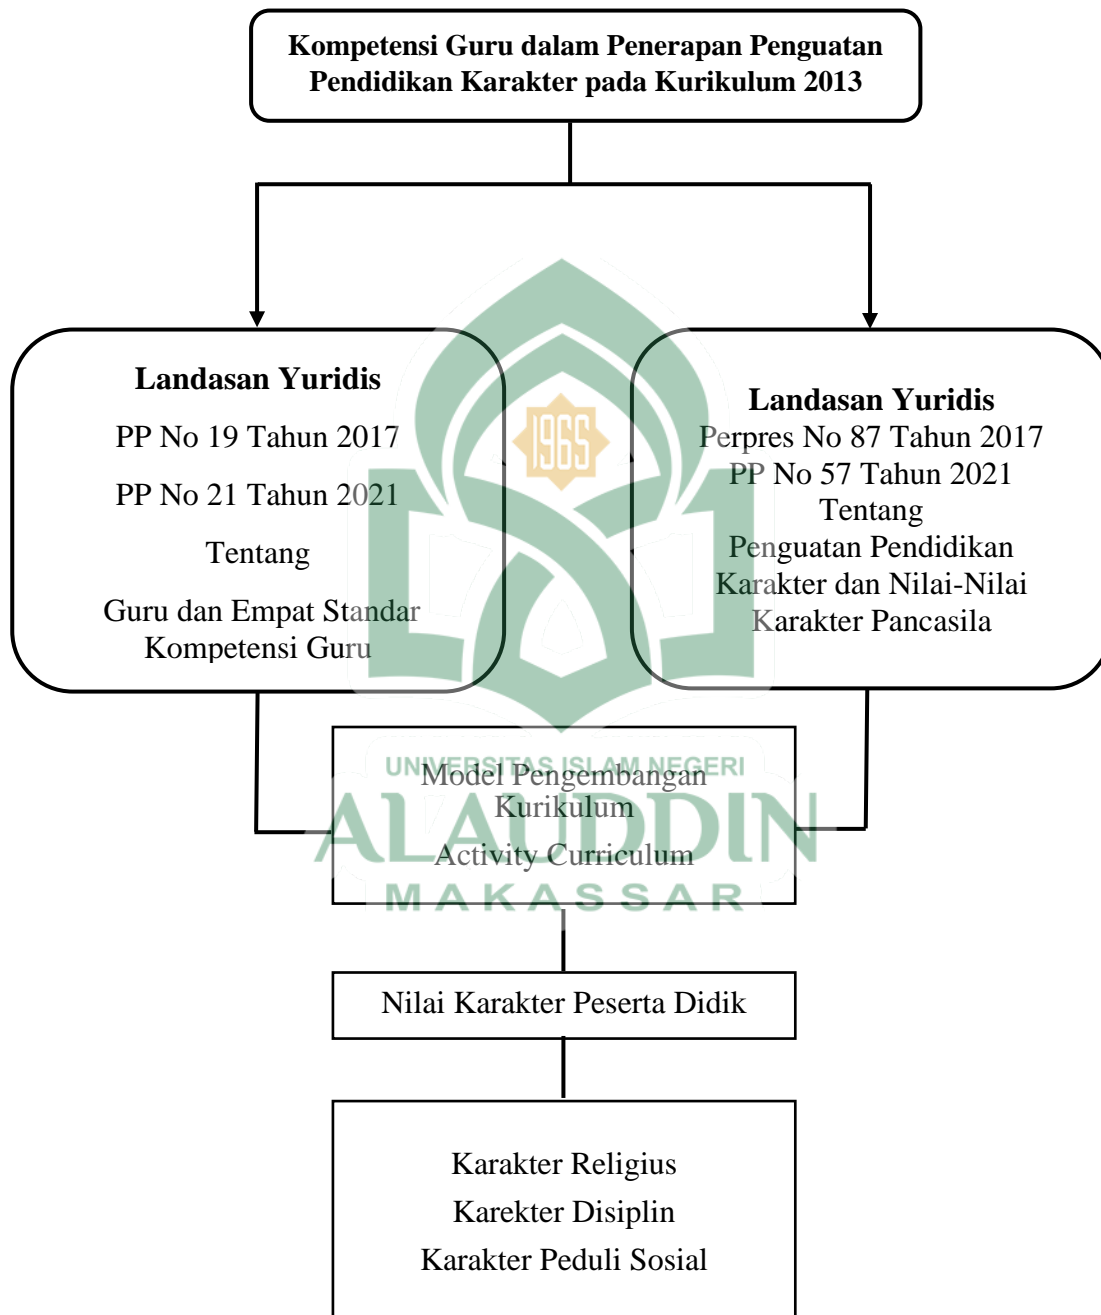 Kompetensi Guru dalam Penerapan Penguatan
Pendidikan Karakter pada Kurikulum 2013
Landasan Yuridis
PP No 19 Tahun 2017
PP No 21 Tahun 2021
Tentang
Guru dan Empat Standar
Kompetensi Guru
Landasan Yuridis
Perpres No 87 Tahun 2017
PP No 57 Tahun 2021
Tentang
Penguatan Pendidikan
Karakter dan Nilai-Nilai
Karakter Pancasila
1965
UNIVERSITAS ISLAM NEGERI
ALAUDDIN
MAKASSAR
Model Pengembangan
Kurikulum
Activity Curriculum
Nilai Karakter Peserta Didik
Karakter Religius
Karekter Disiplin
Karakter Peduli Sosial